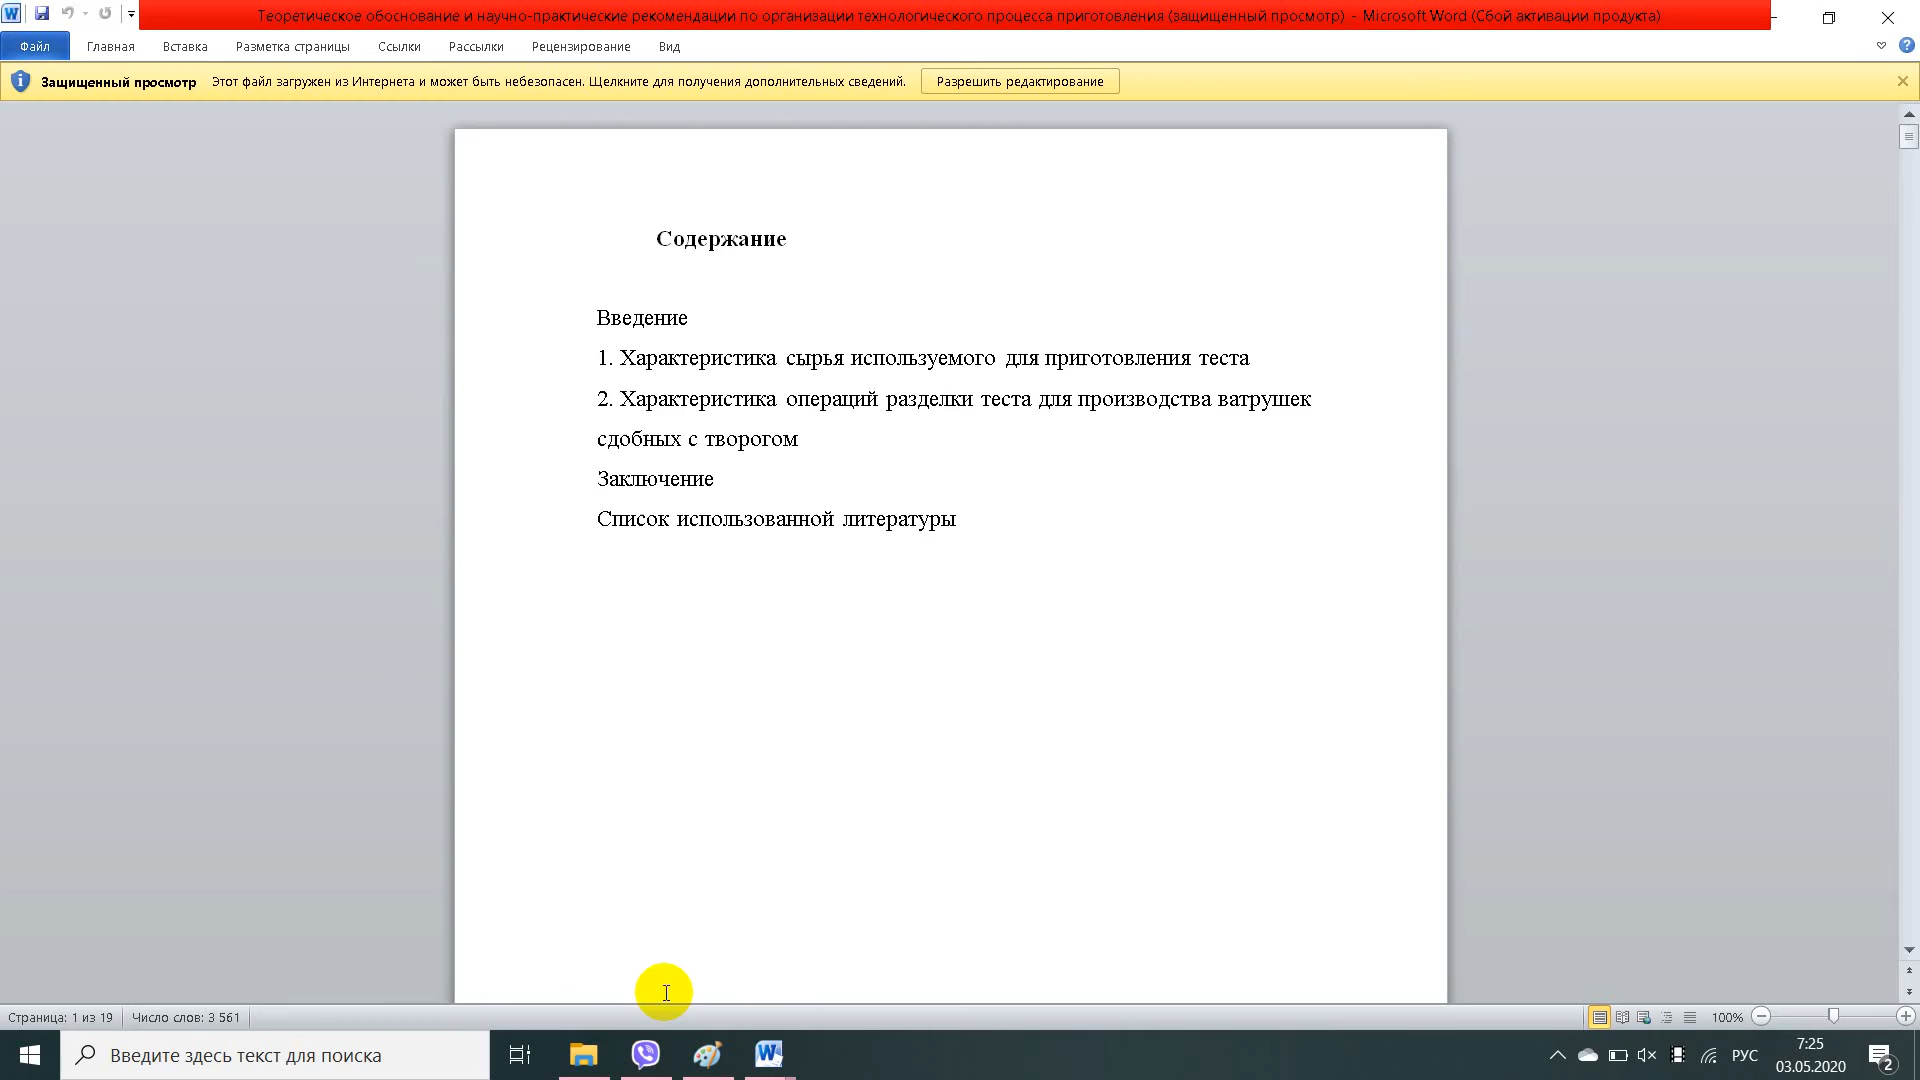 Теоретическое обоснование и научно-практические рекомендации по организации технологического процесса приготовления (защищенный просмотр) - Microsoft Word (Сбой активации продукта)
Файл Главная Вставка Разметка страницы Ссылки Рассылки Рецензирование Вид
Защищенный просмотр Этот файл загружен из Интернета и может быть небезопасен. Щелкните для получения дополнительных сведений. Разрешить редактирование
Содержание
Введение
1. Характеристика сырья используемого для приготовления теста
2. Характеристика операций разделки теста для производства ватрушек
сдобных с творогом
Заключение
Список использованной литературы
Страница: 1 из 19 Число слов: 3 561 100%
Введите здесь текст для поиска РУС 7:25
03.05.2020 2